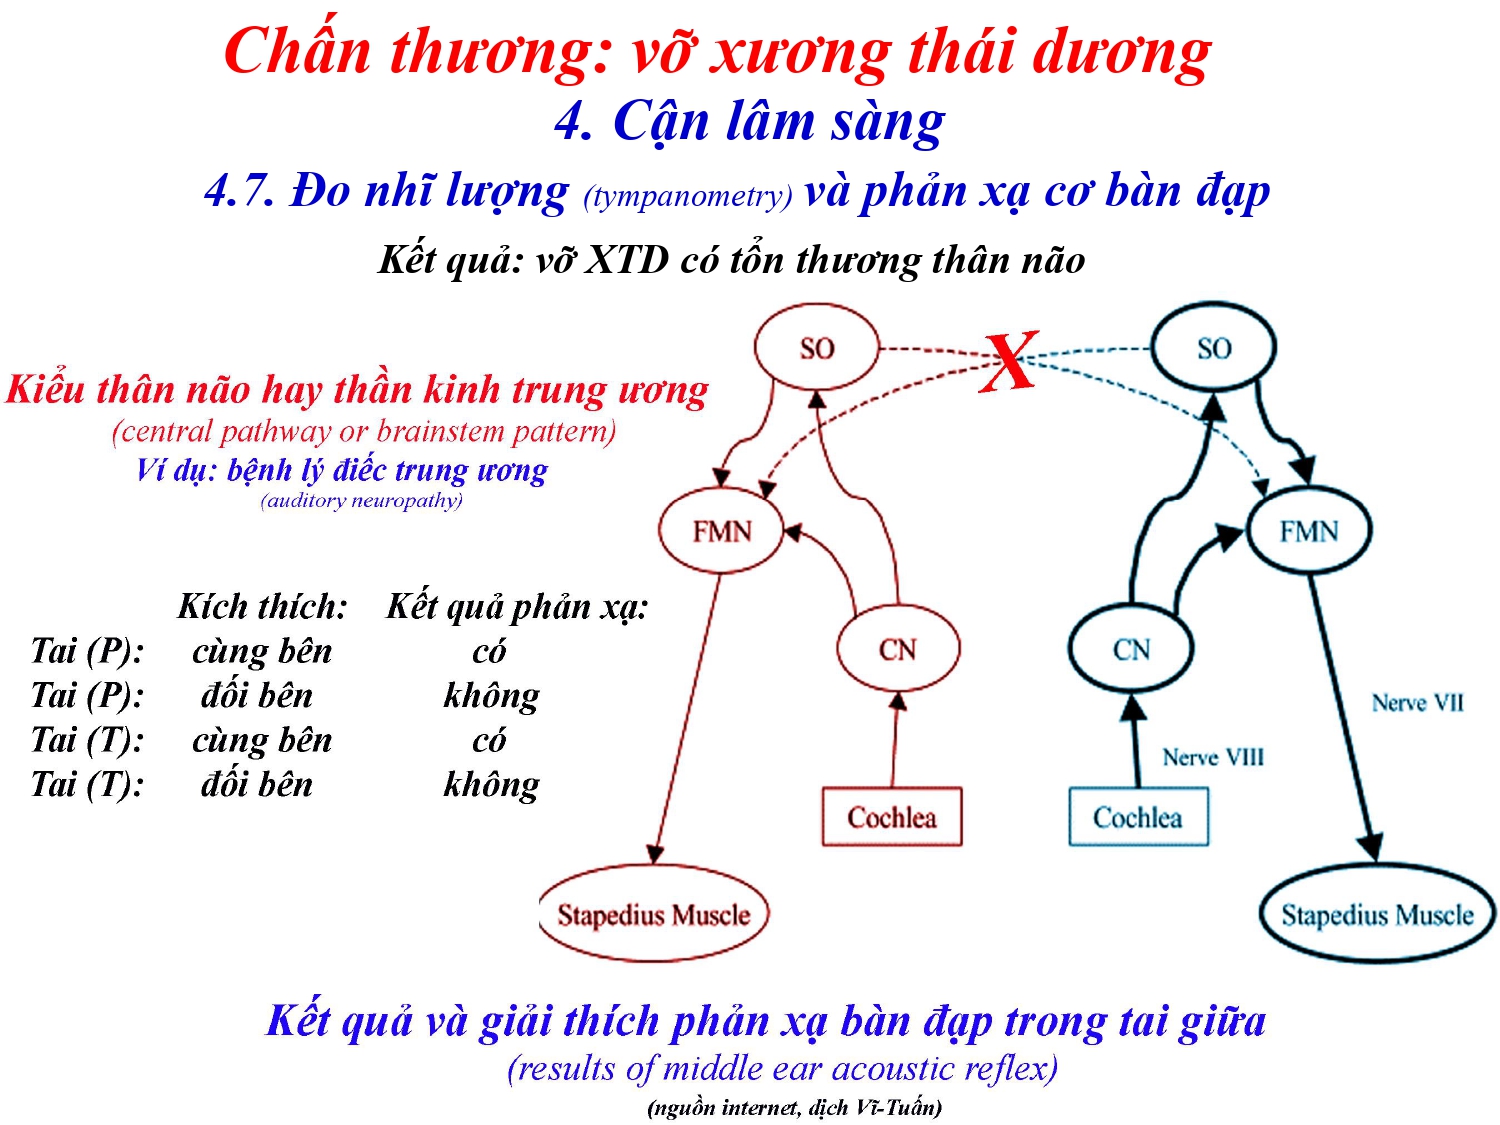 Chấn thương: vỡ xương thái dương
4. Cận lâm sàng
4.7. Đo nhĩ lượng (tympanometry) và phản xạ cơ bàn đạp
Kết quả: vỡ XTD có tổn thương thân não
Kiểu thân não hay thần kinh trung ương
(central pathway or brainstem pattern)
Ví dụ: bệnh lý điếc trung ương
(auditory neuropathy)
Kích thích: Kết quả phản xạ:
Tai (P): cùng bên có
Tai (P): đối bên không
Tai (T): cùng bên có
Tai (T): đối bên không
SO X SO
FMN FMN
CN CN
Nerve VII
Nerve VIII
Cochlea Cochlea
Stapedius Muscle Stapedius Muscle
Kết quả và giải thích phản xạ bàn đạp trong tai giữa
(results of middle ear acoustic reflex)
(nguồn internet, dịch Vĩ-Tuấn)